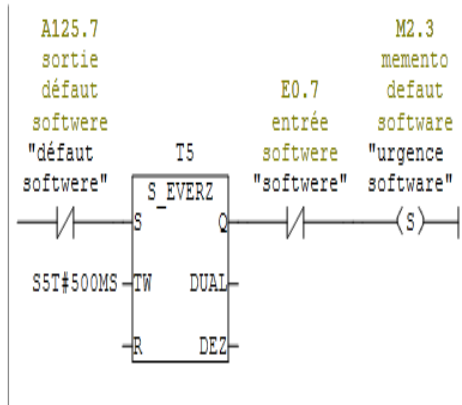 A125.7
sortie
défaut
softwere
"défaut
softwere"
T5
S_EVERZ
S
Q
S5T#500MS
TW
DUAL
R
DEZ
E0.7
entrée
softwere
"softwere"
M2.3
memento
defaut
software
"urgence
software"
S